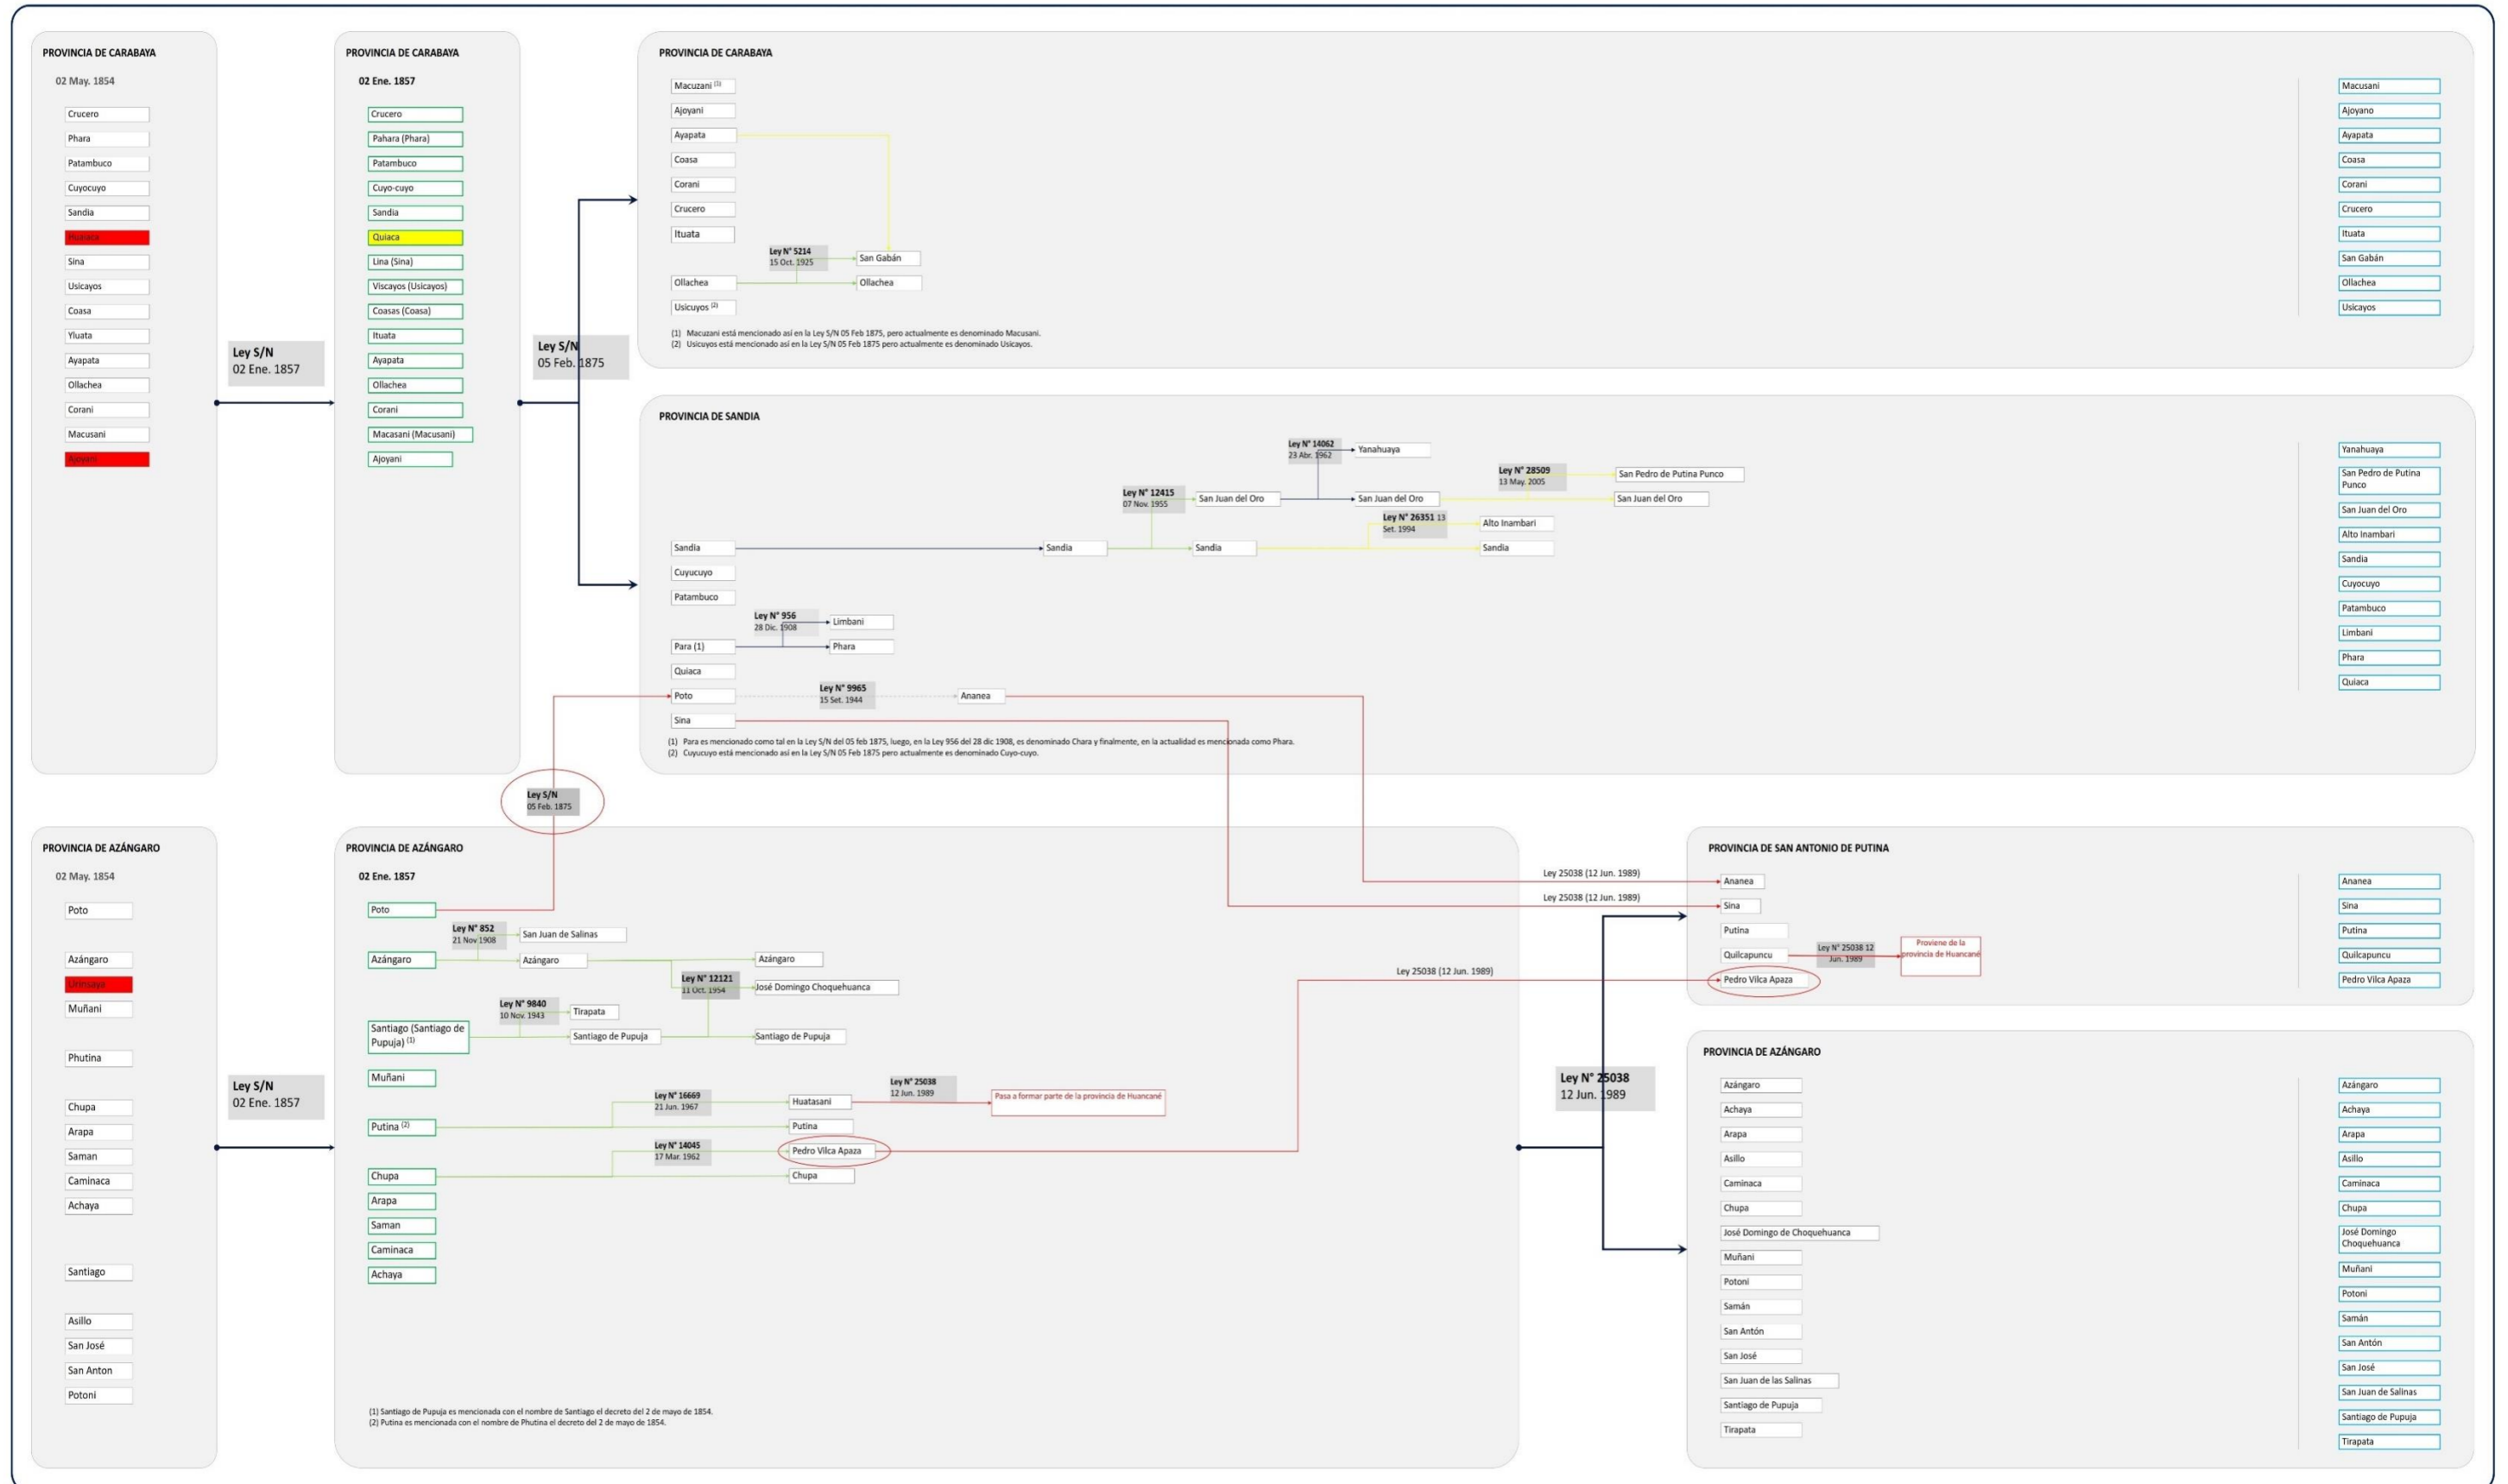 PROVINCIA DE CARABAYA
02 May. 1854
Crucero
Phara
Patambuco
Cuyocuyo
Sandia
Sina
Usicayos
Coasa
Yluata
Ayapata
Ollachea
Corani
Macusani
Ajoyani
Ley S/N
02 Ene. 1857
PROVINCIA DE CARABAYA
02 Ene. 1857
Crucero
Pahara (Phara)
Patambuco
Cuyo-cuyo
Sandia
Quiaca
Lina (Sina)
Viscayos (Usicayos)
Coasas (Coasa)
Ituata
Ayapata
Ollachea
Corani
Macasani (Macusani)
Ajoyani
Ley S/N
05 Feb. 1875
PROVINCIA DE CARABAYA
Macuzani (1)
Ajoyani
Ayapata
Coasa
Corani
Crucero
Ituata
Ley N° 5214
15 Oct. 1925
San Gabán
Ollachea
Ollachea
Usicuyos (2)
(1) Macuzani está mencionado así en la Ley S/N 05 Feb 1875, pero actualmente es denominado Macusani.
(2) Usicuyos está mencionado así en la Ley S/N 05 Feb 1875 pero actualmente es denominado Usicayos.
Macusani
Ajoyano
Ayapata
Coasa
Corani
Crucero
Ituata
San Gabán
Ollachea
Usicayos
PROVINCIA DE SANDIA
Ley N° 14062
23 Abr. 1962
Yanahuaya
Ley N° 28509
13 May. 2005
San Pedro de Putina Punco
Ley N° 12415
07 Nov. 1955
San Juan del Oro
San Juan del Oro
San Juan del Oro
Ley N° 26351 13
Set. 1994
Alto Inambari
Sandia
Sandia
Sandia
Sandia
Cuyucuyo
Patambuco
Ley N° 956
28 Dic. 1908
Limbani
Para (1)
Phara
Quiaca
Poto
Ley N° 9965
15 Set. 1944
Ananea
Sina
(1) Para es mencionado como tal en la Ley S/N del 05 feb 1875, luego, en la Ley 956 del 28 dic 1908, es denominado Chara y finalmente, en la actualidad es mencionada como Phara.
(2) Cuyucuyo está mencionado así en la Ley S/N 05 Feb 1875 pero actualmente es denominado Cuyo-cuyo.
Yanahuaya
San Pedro de Putina
Punco
San Juan del Oro
Alto Inambari
Sandia
Cuyocuyo
Patambuco
Limbani
Phara
Quiaca
Ley S/N
05 Feb. 1875
PROVINCIA DE AZÁNGARO
02 May. 1854
Poto
Azángaro
Urinsaya
Muñani
Phutina
Chupa
Arapa
Saman
Caminaca
Achaya
Santiago
Asillo
San José
San Anton
Potoni
Ley S/N
02 Ene. 1857
PROVINCIA DE AZÁNGARO
02 Ene. 1857
Poto
Ley N° 852
21 Nov 1908
San Juan de Salinas
Azángaro
Azángaro
Azángaro
Ley N° 12121
11 Oct. 1954
José Domingo Choquehuanca
Ley N° 9840
10 Nov. 1943
Tirapata
Santiago (Santiago de
Pupuja) (1)
Santiago de Pupuja
Santiago de Pupuja
Muñani
Ley N° 16669
21 Jun. 1967
Huatasani
Ley N° 25038
12 Jun. 1989
Pasa a formar parte de la provincia de Huancané
Putina (2)
Putina
Ley N° 14045
17 Mar. 1962
Pedro Vilca Apaza
Chupa
Chupa
Arapa
Saman
Caminaca
Achaya
(1) Santiago de Pupuja es mencionada con el nombre de Santiago el decreto del 2 de mayo de 1854.
(2) Putina es mencionada con el nombre de Phutina el decreto del 2 de mayo de 1854.
Ley 25038 (12 Jun. 1989)
Ley 25038 (12 Jun. 1989)
Ley 25038 (12 Jun. 1989)
Ley N° 25038
12 Jun. 1989
PROVINCIA DE SAN ANTONIO DE PUTINA
Ananea
Sina
Putina
Quilcapuncu
Ley N° 25038 12
Jun. 1989
Proviene de la
provincia de Huancané
Pedro Vilca Apaza
Ananea
Sina
Putina
Quilcapuncu
Pedro Vilca Apaza
PROVINCIA DE AZÁNGARO
Azángaro
Achaya
Arapa
Asillo
Caminaca
Chupa
José Domingo de Choquehuanca
Muñani
Potoni
Samán
San Antón
San José
San Juan de las Salinas
Santiago de Pupuja
Tirapata
Azángaro
Achaya
Arapa
Asillo
Caminaca
Chupa
José Domingo
Choquehuanca
Muñani
Potoni
Samán
San Antón
San José
San Juan de Salinas
Santiago de Pupuja
Tirapata